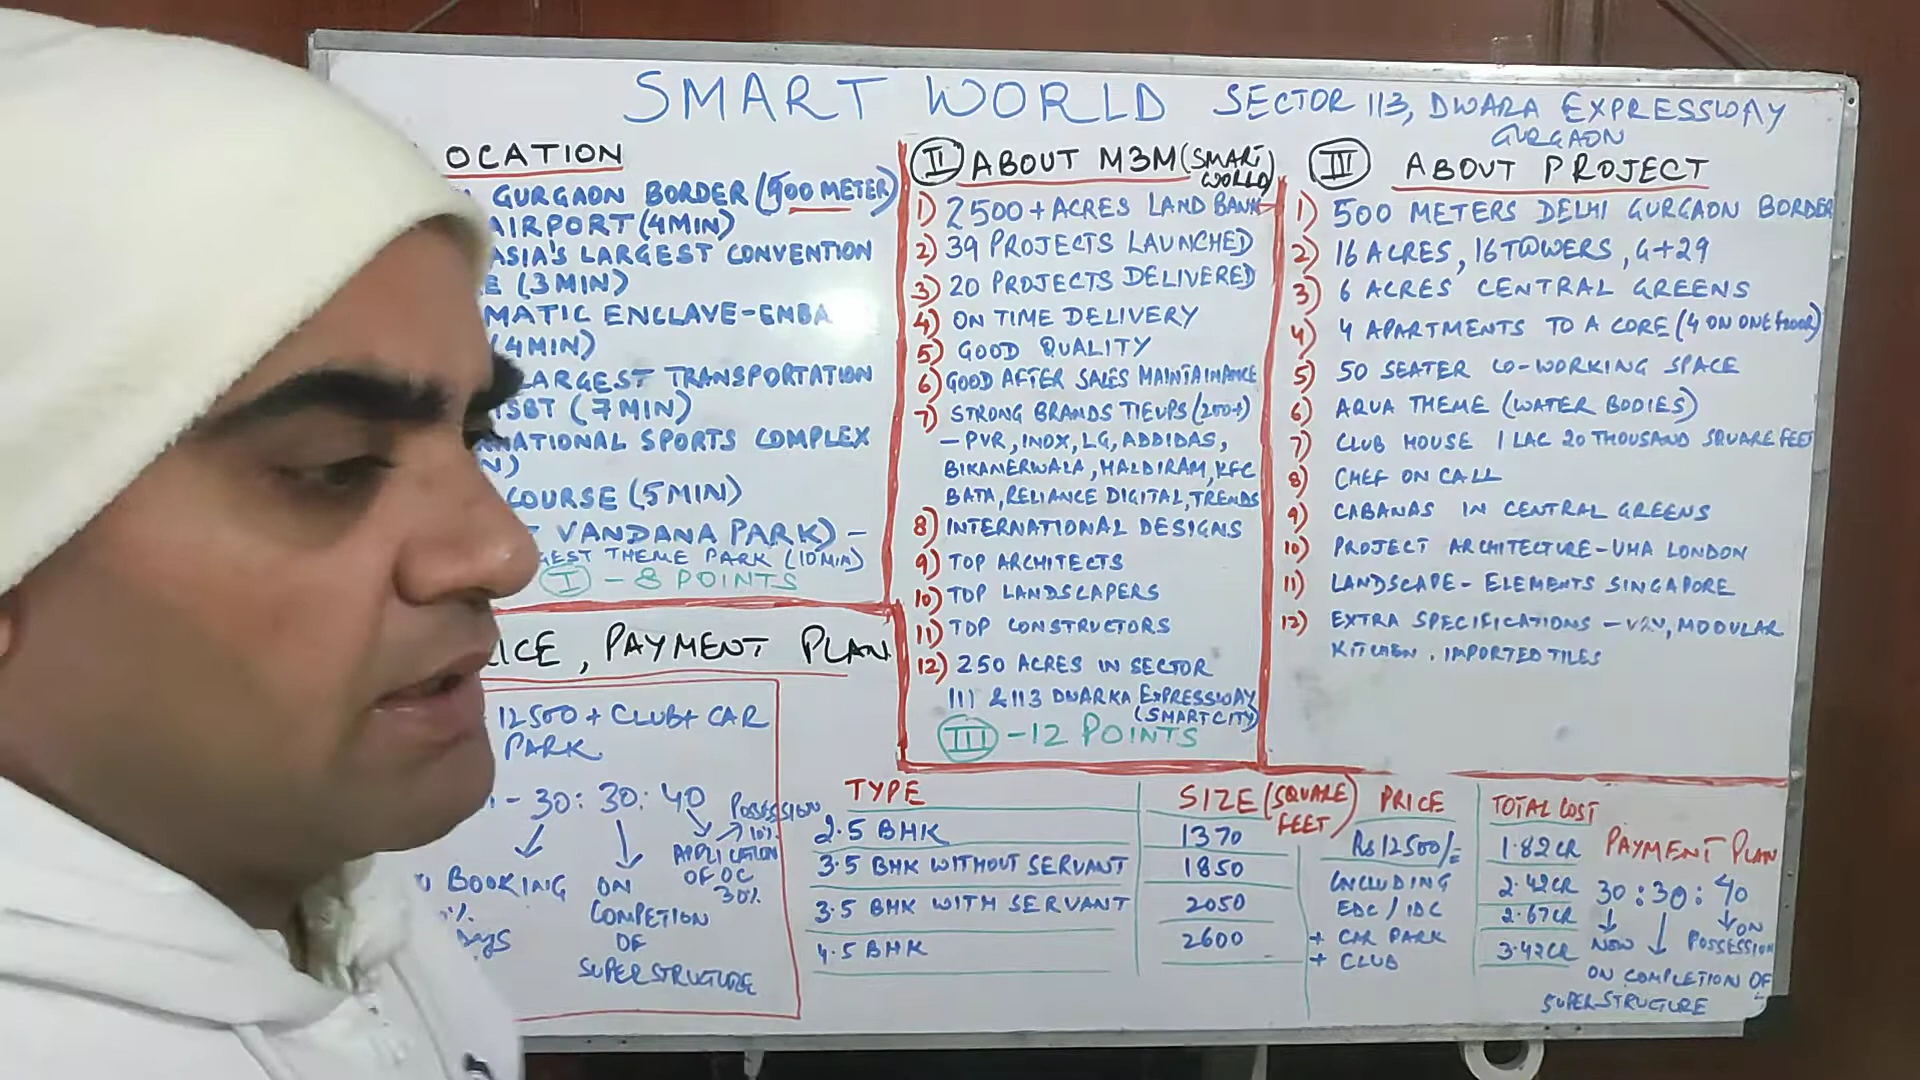 SMART WORLD SECTOR 113, DWARA EXPRESSWAY
GURGAON
OCATION
GURGAON BORDER (500 METER)
AIRPORT (4MIN)
ASIA'S LARGEST CONVENTION
E (3MIN)
MATIC ENCLAVE-EMBA
(4MIN)
LARGEST TRANSPORTATION
ISBT (7MIN)
NATIONAL SPORTS COMPLEX
N)
COURSE (5MIN)
VANDANA PARK) -
GEST THEME PARK (10MIN)
I - 8 POINTS
II ABOUT M3M (SMART
WORLD)
1) 2500+ ACRES LAND BANK
2) 39 PROJECTS LAUNCHED
3) 20 PROJECTS DELIVERED
4) ON TIME DELIVERY
5) GOOD QUALITY
6) GOOD AFTER SALES MAINTAINANCE
7) STRONG BRANDS TIEUPS (200+)
- PVR, INOX, LG, ADDIDAS,
BIKANERWALA, HALDIRAM, KFC
BATA, RELIANCE DIGITAL, TRENDS
8) INTERNATIONAL DESIGNS
9) TOP ARCHITECTS
10) TOP LANDSCAPERS
11) TOP CONSTRUCTORS
12) 250 ACRES IN SECTOR
111 & 113 DWARKA EXPRESSWAY
(SMART CITY)
III - 12 POINTS
III ABOUT PROJECT
1) 500 METERS DELHI GURGAON BORDER
2) 16 ACRES, 16 TOWERS, G+29
3) 6 ACRES CENTRAL GREENS
4) 4 APARTMENTS TO A CORE (4 ON ONE FLOOR)
5) 50 SEATER CO-WORKING SPACE
6) AQUA THEME (WATER BODIES)
7) CLUB HOUSE 1 LAC 20 THOUSAND SQUARE FEET
8) CHEF ON CALL
9) CABANAS IN CENTRAL GREENS
10) PROJECT ARCHITECTURE - UHA LONDON
11) LANDSCAPE - ELEMENTS SINGAPORE
12) EXTRA SPECIFICATIONS - VRV, MODULAR
KITCHEN, IMPORTED TILES
ICE, PAYMENT PLAN
12500 + CLUB + CAR
PARK
- 30: 30: 40
POSSESSION
10%
APPLICATION
OF OC
30%
BOOKING
%
DAYS
ON
COMPETION
OF
SUPERSTRUCTURE
TYPE SIZE (SQUARE FEET) PRICE TOTAL COST
2.5 BHK 1370 Rs 12500/= 1.82CR
3.5 BHK WITHOUT SERVANT 1850 INCLUDING 2.42CR
3.5 BHK WITH SERVANT 2050 EDC / IDC 2.67CR
4.5 BHK 2600 + CAR PARK 3.42CR
+ CLUB
PAYMENT PLAN
30 : 30 : 40
NOW
ON
POSSESSION
ON COMPLETION OF
SUPERSTRUCTURE